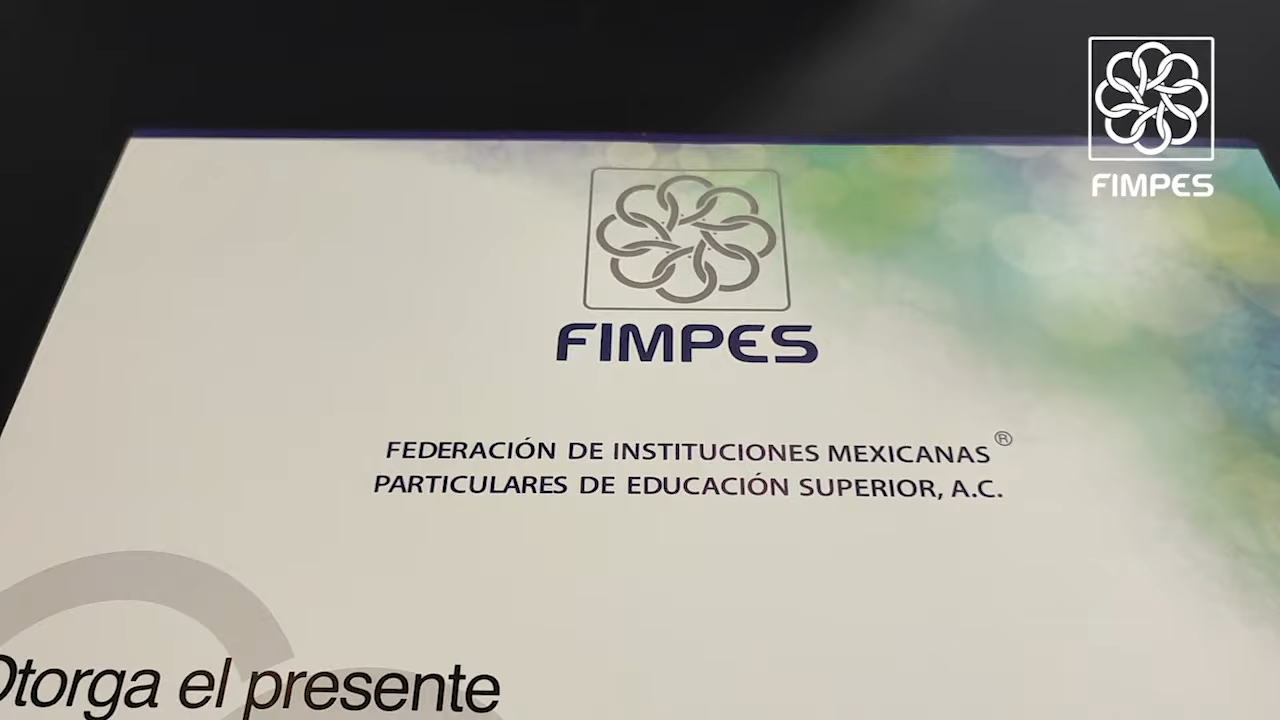 FIMPES
FIMPES
FEDERACIÓN DE INSTITUCIONES MEXICANAS ®
PARTICULARES DE EDUCACIÓN SUPERIOR, A.C.
Otorga el presente